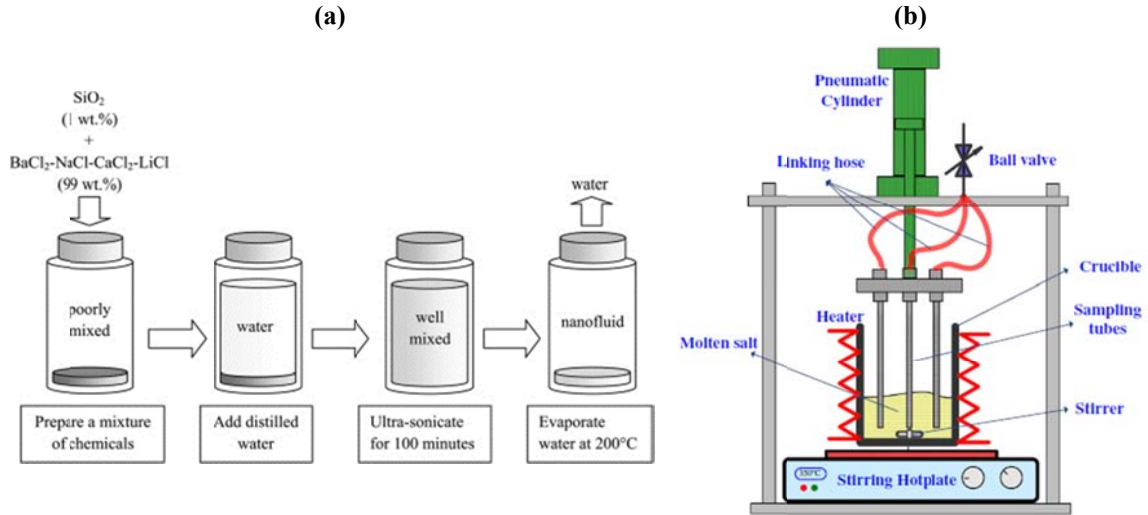 (a)
SiO₂
(1 wt.%)
+
BaCl₂-NaCl-CaCl₂-LiCl
(99 wt.%)
poorly
mixed
water
well
mixed
water
nanofluid
Prepare a mixture
of chemicals
Add distilled
water
Ultra-sonicate
for 100 minutes
Evaporate
water at 200°C
(b)
Pneumatic
Cylinder
Linking hose
Ball valve
Crucible
Heater
Sampling
tubes
Molten salt
Stirrer
350°C
Stirring Hotplate